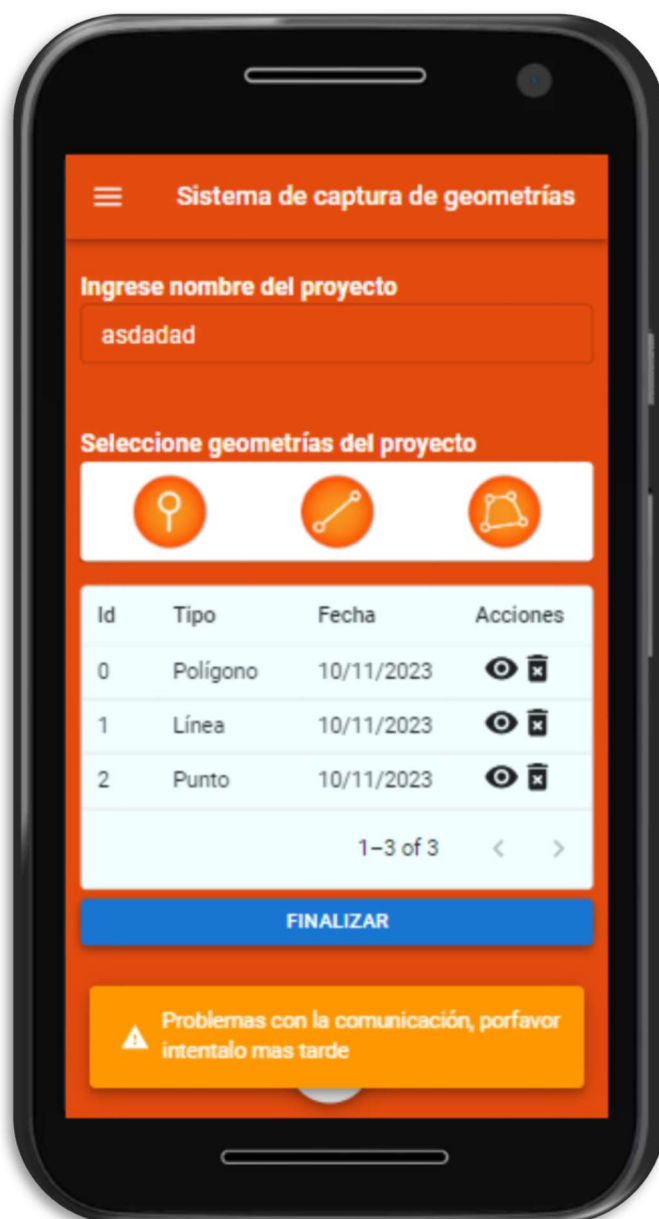 Sistema de captura de geometrías
Ingrese nombre del proyecto
asdadad
Seleccione geometrías del proyecto
Id Tipo Fecha Acciones
0 Polígono 10/11/2023
1 Línea 10/11/2023
2 Punto 10/11/2023
1–3 of 3
FINALIZAR
Problemas con la comunicación, porfavor
intentalo mas tarde